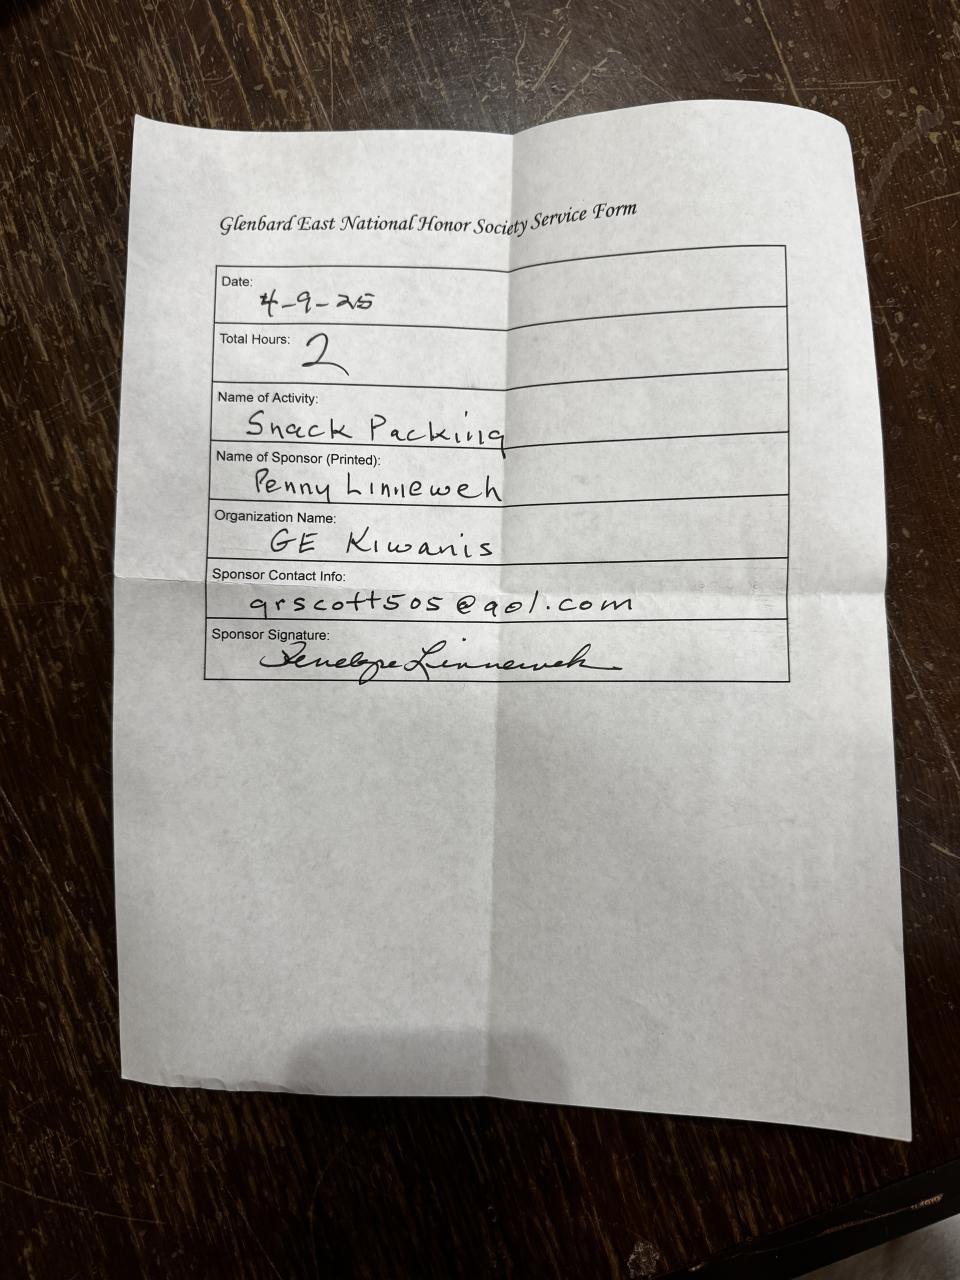 Glenbard East National Honor Society Service Form
Date:
4-9-25
Total Hours: 2
Name of Activity:
Snack Packing
Name of Sponsor (Printed):
Penny Linneweh
Organization Name:
GE Kiwanis
Sponsor Contact Info:
grscott505@aol.com
Sponsor Signature:
Penelope Linneweh